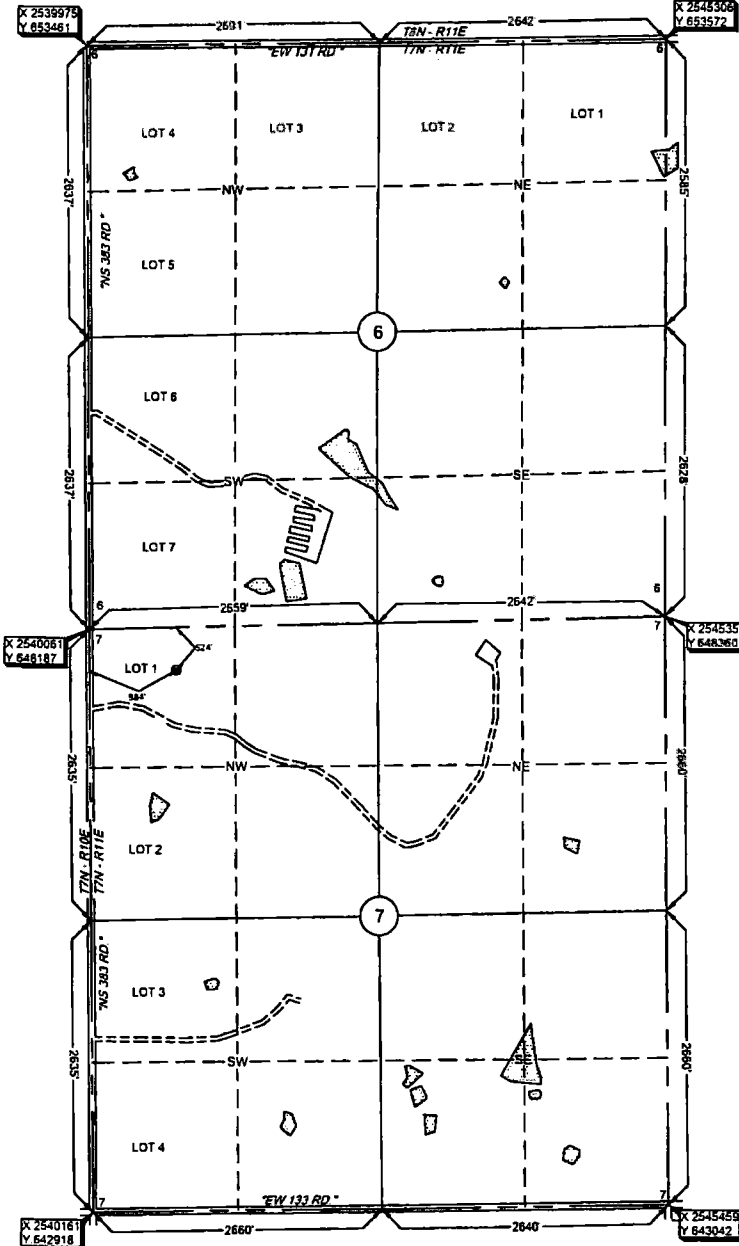 X 2539975
Y 653461
2691'
2642'
X 2545306
Y 653572
T8N - R11E
"EW 131 RD"
T7N - R11E
6
6
LOT 4
LOT 3
LOT 2
LOT 1
2637'
2585'
NW
NE
"NS 383 RD"
LOT 5
6
LOT 6
2637'
2628'
SW
SE
LOT 7
6
6
2659'
2642'
X 2540061
Y 648187
7
7
X 254535
Y 648360
524'
LOT 1
884'
2635'
2660'
NW
NE
T7N - R10E
T7N - R11E
LOT 2
7
"NS 383 RD."
LOT 3
2635'
2660'
SW
SE
LOT 4
7
7
"EW 133 RD"
X 2540161
Y 642918
2660'
2640'
X 2545459
Y 643042